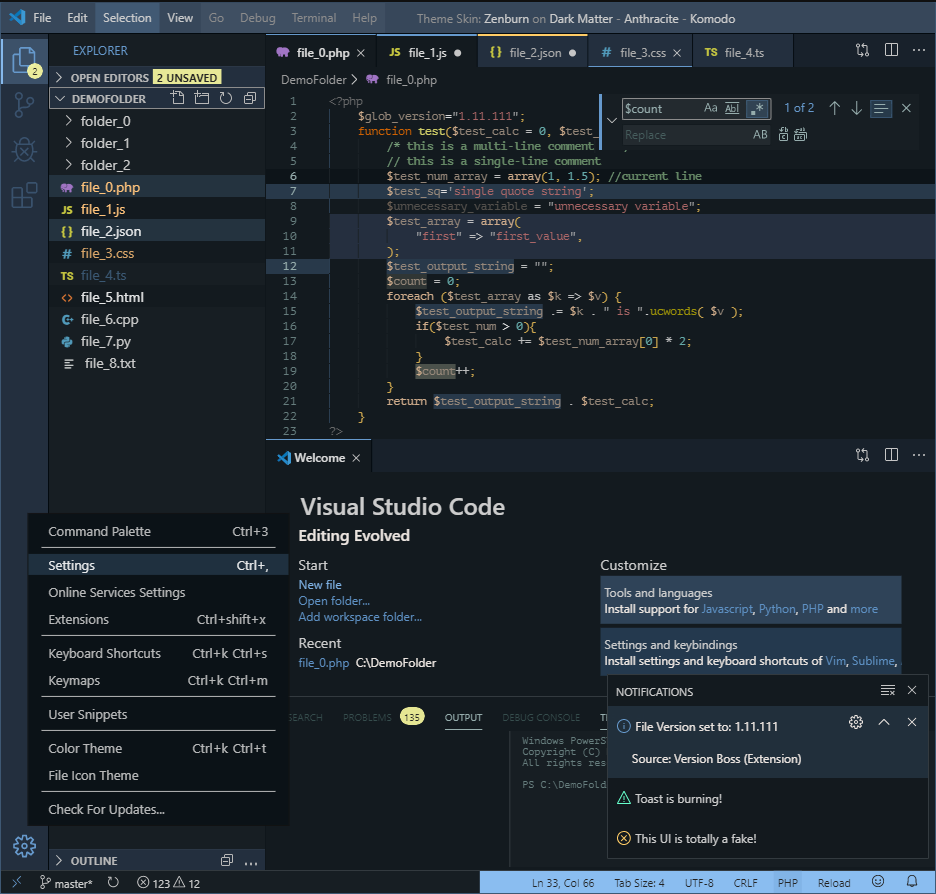 File Edit Selection View Go Debug Terminal Help Theme Skin: Zenburn on Dark Matter - Anthracite - Komodo
EXPLORER
2
OPEN EDITORS 2 UNSAVED
DEMOFOLDER
folder_0
folder_1
folder_2
file_0.php
JS file_1.js
{} file_2.json
# file_3.css
TS file_4.ts
<> file_5.html
file_6.cpp
file_7.py
file_8.txt
file_0.php × JS file_1.js ● {} file_2.json ● # file_3.css × TS file_4.ts
DemoFolder > file_0.php
$count Aa Abl .* 1 of 2
Replace AB
1 <?php
2 $glob_version="1.11.111";
3 function test($test_calc = 0, $test_
4 /* this is a multi-line comment
5 // this is a single-line comment
6 $test_num_array = array(1, 1.5); //current line
7 $test_sq='single quote string';
8 $unnecessary_variable = "unnecessary variable";
9 $test_array = array(
10 "first" => "first_value",
11 );
12 $test_output_string = "";
13 $count = 0;
14 foreach ($test_array as $k => $v) {
15 $test_output_string .= $k . " is ".ucwords( $v );
16 if($test_num > 0){
17 $test_calc += $test_num_array[0] * 2;
18 }
19 $count++;
20 }
21 return $test_output_string . $test_calc;
22 }
23 ?>
Welcome ×
Visual Studio Code
Editing Evolved
Start
New file
Open folder...
Add workspace folder...
Recent
file_0.php C:\DemoFolder
Customize
Tools and languages
Install support for Javascript, Python, PHP and more
Settings and keybindings
Install settings and keyboard shortcuts of Vim, Sublime,
Command Palette Ctrl+3
Settings Ctrl+,
Online Services Settings
Extensions Ctrl+shift+x
Keyboard Shortcuts Ctrl+k Ctrl+s
Keymaps Ctrl+k Ctrl+m
User Snippets
Color Theme Ctrl+k Ctrl+t
File Icon Theme
Check For Updates...
SEARCH PROBLEMS 135 OUTPUT DEBUG CONSOLE
Windows PowerS
Copyright (C)
All rights res
PS C:\DemoFold
NOTIFICATIONS
File Version set to: 1.11.111
Source: Version Boss (Extension)
Toast is burning!
This UI is totally a fake!
OUTLINE
master* 123 12 Ln 33, Col 66 Tab Size: 4 UTF-8 CRLF PHP Reload